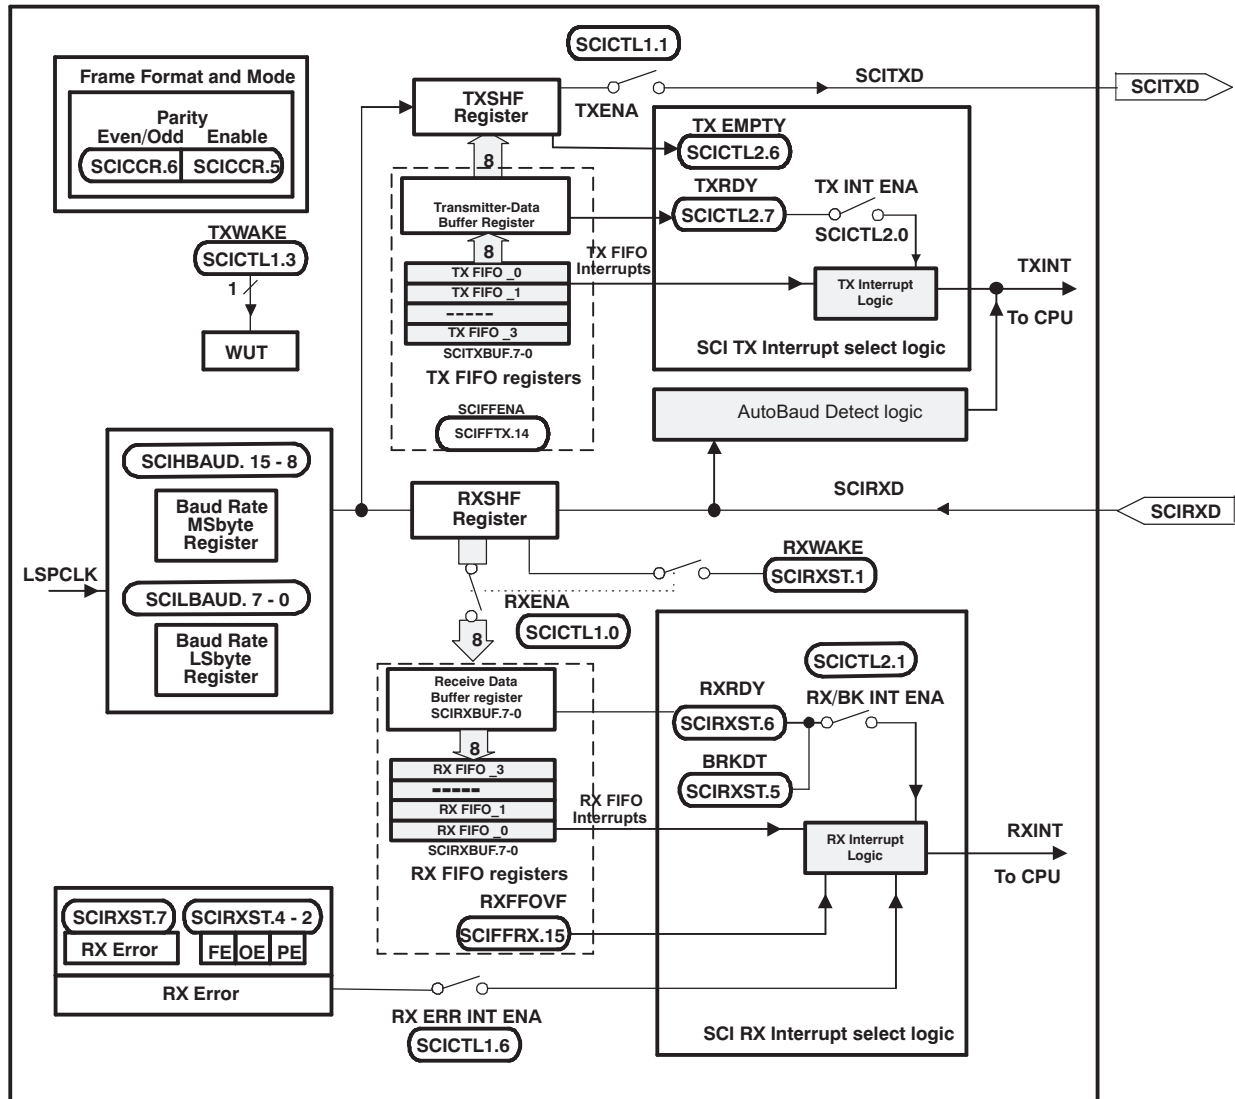 SCICTL1.1
Frame Format and Mode
Parity
Even/Odd Enable
SCICCR.6 SCICCR.5
TXSHF
Register
TXENA
SCITXD
SCITXD
TX EMPTY
SCICTL2.6
8
TXWAKE
SCICTL1.3
1
WUT
Transmitter-Data
Buffer Register
TXRDY
SCICTL2.7
TX INT ENA
SCICTL2.0
8
TX FIFO
Interrupts
TX FIFO _0
TX FIFO _1
-----
TX FIFO _3
SCITXBUF.7-0
TX FIFO registers
SCIFFENA
SCIFFTX.14
TX Interrupt
Logic
TXINT
To CPU
SCI TX Interrupt select logic
AutoBaud Detect logic
SCIHBAUD. 15 - 8
Baud Rate
MSbyte
Register
LSPCLK
SCILBAUD. 7 - 0
Baud Rate
LSbyte
Register
RXSHF
Register
SCIRXD
SCIRXD
RXWAKE
SCIRXST.1
RXENA
SCICTL1.0
8
Receive Data
Buffer register
SCIRXBUF.7-0
8
RX FIFO _3
-----
RX FIFO_1
RX FIFO _0
SCIRXBUF.7-0
RX FIFO registers
RX FIFO
Interrupts
RXFFOVF
SCIFFRX.15
SCICTL2.1
RXRDY
RX/BK INT ENA
SCIRXST.6
BRKDT
SCIRXST.5
RX Interrupt
Logic
RXINT
To CPU
SCI RX Interrupt select logic
SCIRXST.7
SCIRXST.4 - 2
RX Error
FE OE PE
RX Error
RX ERR INT ENA
SCICTL1.6